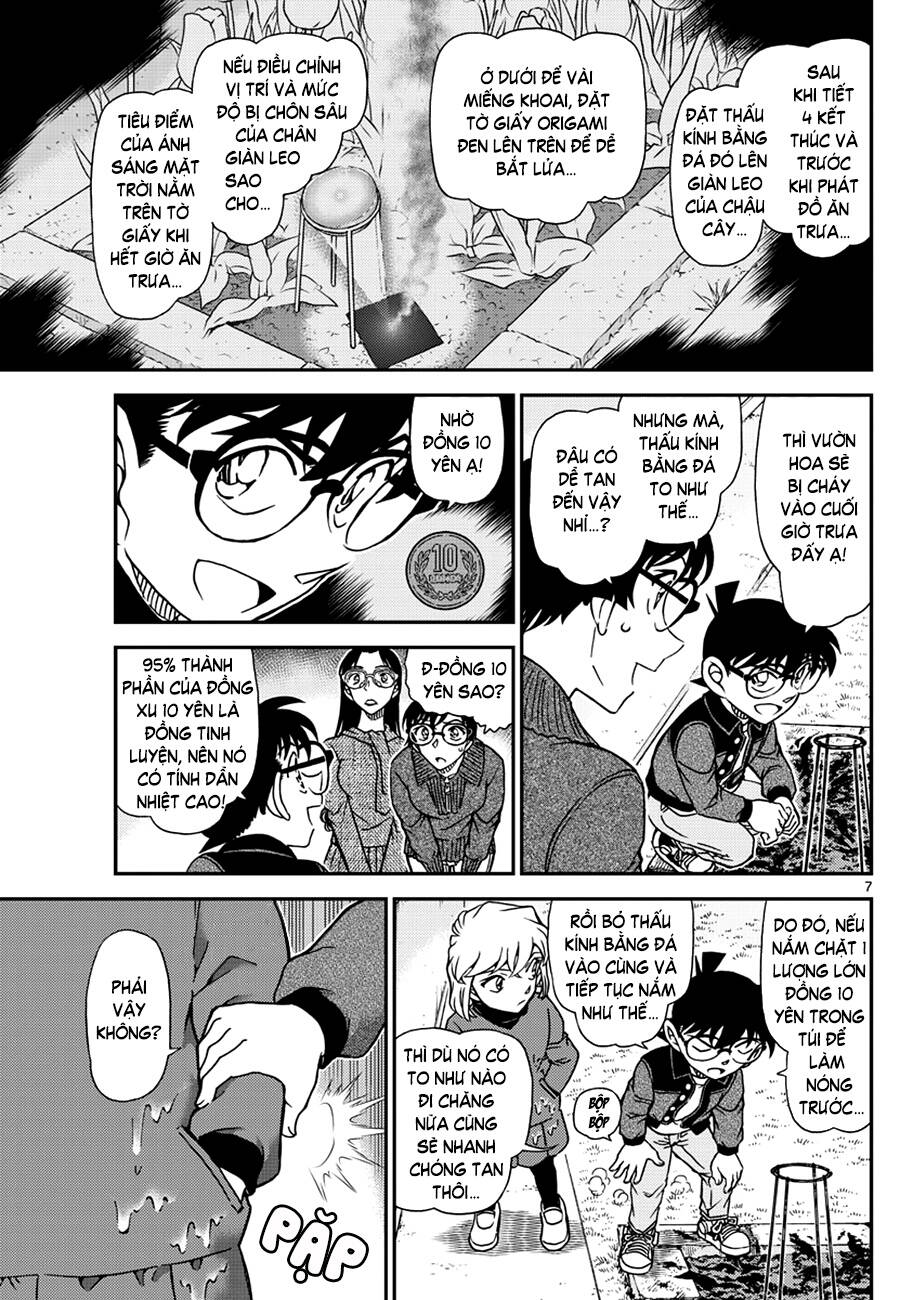 SAU
KHI TIẾT
4 KẾT
THÚC VÀ
TRƯỚC
KHI PHÁT
ĐỒ ĂN
TRƯA...
ĐẶT THẤU
KÍNH BẰNG
ĐÁ ĐÓ LÊN
GIÀN LEO
CỦA CHẬU
CÂY...
Ở DƯỚI ĐỂ VÀI
MIẾNG KHOAI, ĐẶT
TỜ GIẤY ORIGAMI
ĐEN LÊN TRÊN ĐỂ DỄ
BẮT LỬA...
NẾU ĐIỀU CHỈNH
VỊ TRÍ VÀ MỨC
ĐỘ BỊ CHÔN SÂU
CỦA CHÂN
GIÀN LEO
SAO
CHO...
TIÊU ĐIỂM
CỦA ÁNH
SÁNG MẶT
TRỜI NẰM
TRÊN TỜ
GIẤY KHI
HẾT GIỜ ĂN
TRƯA...
THÌ VƯỜN
HOA SẼ
BỊ CHÁY
VÀO CUỐI
GIỜ TRƯA
ĐẤY Ạ!
NHƯNG MÀ,
THẤU KÍNH
BẰNG ĐÁ
TO NHƯ
THẾ...
ĐÂU CÓ
DỄ TAN
ĐẾN VẬY
NHỈ...?
NHỜ
ĐỒNG 10
YÊN Ạ!
10
Đ-ĐỒNG 10
YÊN SAO?
95% THÀNH
PHẦN CỦA ĐỒNG
XU 10 YÊN LÀ
ĐỒNG TINH
LUYỆN, NÊN NÓ
CÓ TÍNH DẪN
NHIỆT CAO!
7
DO ĐÓ, NẾU
NẮM CHẶT 1
LƯỢNG LỚN
ĐỒNG 10
YÊN TRONG
TÚI ĐỂ
LÀM
NÓNG
TRƯỚC...
RỒI BỎ THẤU
KÍNH BẰNG ĐÁ
VÀO CÙNG VÀ
TIẾP TỤC NẮM
NHƯ THẾ...
BỘP
BỘP
THÌ DÙ NÓ CÓ
TO NHƯ NÀO
ĐI CHĂNG
NỮA CŨNG
SẼ NHANH
CHÓNG TAN
THÔI...
PHẢI
VẬY
KHÔNG?
PẶP